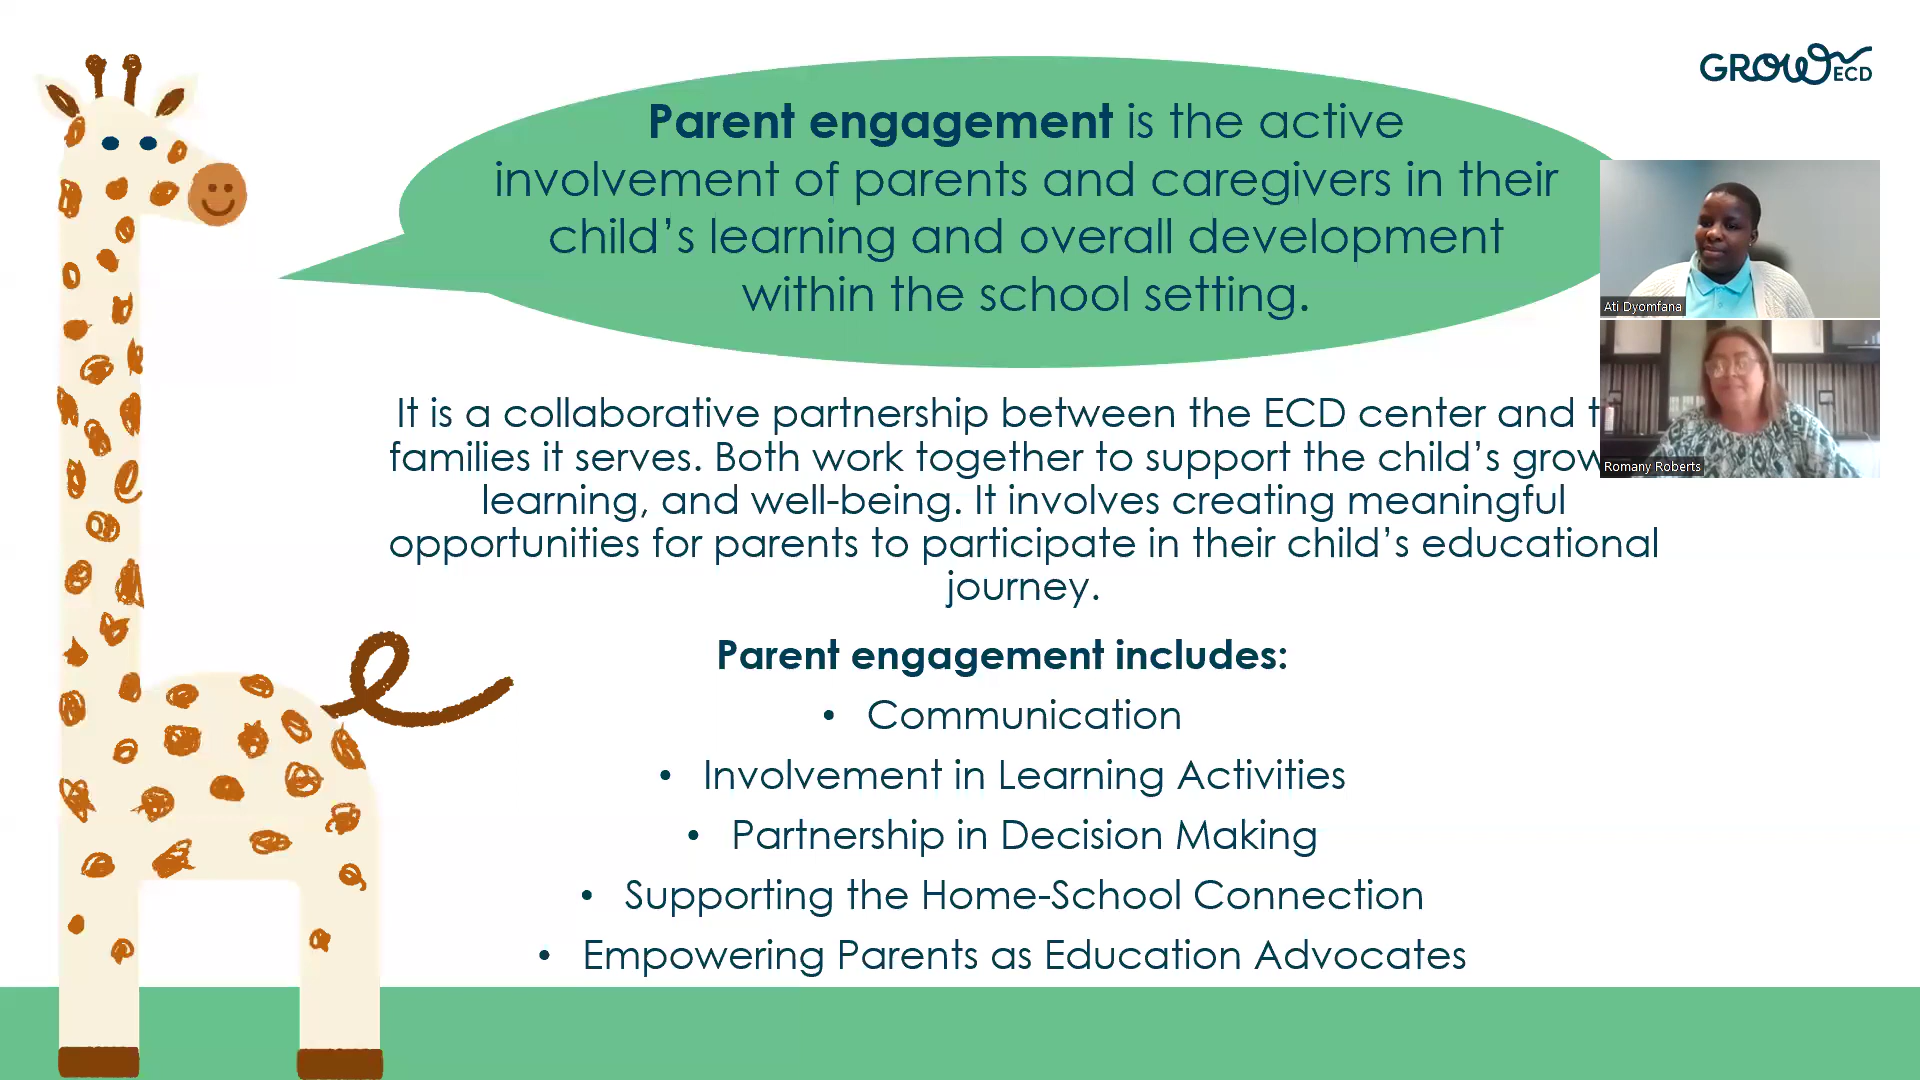 GROW ECD
Parent engagement is the active
involvement of parents and caregivers in their
child’s learning and overall development
within the school setting.
Ati Dyomfana
It is a collaborative partnership between the ECD center and
families it serves. Both work together to support the child’s
Romany Roberts
learning, and well-being. It involves creating meaningful
opportunities for parents to participate in their child’s educational
journey.
Parent engagement includes:
• Communication
• Involvement in Learning Activities
• Partnership in Decision Making
• Supporting the Home-School Connection
• Empowering Parents as Education Advocates